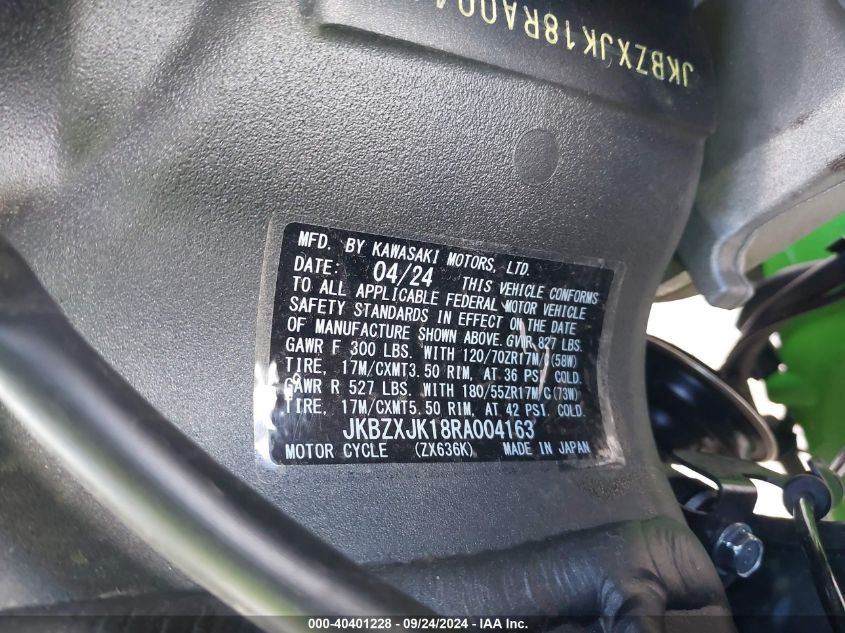 JKBZXJK18RA004
MFD. BY KAWASAKI MOTORS, LTD.
DATE: 04/24 THIS VEHICLE CONFORMS
TO ALL APPLICABLE FEDERAL MOTOR VEHICLE
SAFETY STANDARDS IN EFFECT ON THE DATE
OF MANUFACTURE SHOWN ABOVE. GVWR 827 LBS.
GAWR F 300 LBS. WITH 120/70ZR17M/C (58W)
TIRE, 17M/CXMT3.50 RIM, AT 36 PSI COLD.
GAWR R 527 LBS. WITH 180/55ZR17M/C (73W)
TIRE, 17M/CXMT5.50 RIM, AT 42 PSI, COLD.
JKBZXJK18RA004163
MOTOR CYCLE (ZX636K) MADE IN JAPAN
000-40401228 - 09/24/2024 - IAA Inc.